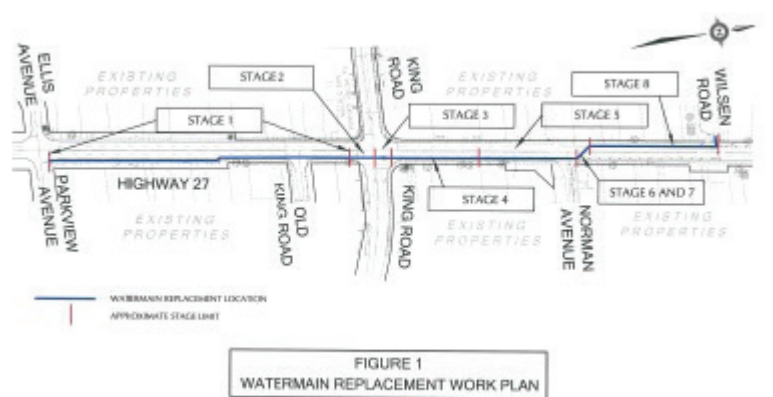 ELLIS
AVENUE
EXISTING
PROPERTIES
STAGE 2
KING
ROAD
EXISTING
PROPERTIES
STAGE 8
WILSEN
ROAD
STAGE 1
STAGE 3
STAGE 5
PARKVIEW
AVENUE
HIGHWAY 27
EXISTING
PROPERTIES
OLD
KING ROAD
KING ROAD
STAGE 4
EXISTING
PROPERTIES
NORMAN
AVENUE
STAGE 6 AND 7
EXISTING
PROPERTIES
WATERMAIN REPLACEMENT LOCATION
APPROXIMATE STAGE LIMIT
FIGURE 1
WATERMAIN REPLACEMENT WORK PLAN